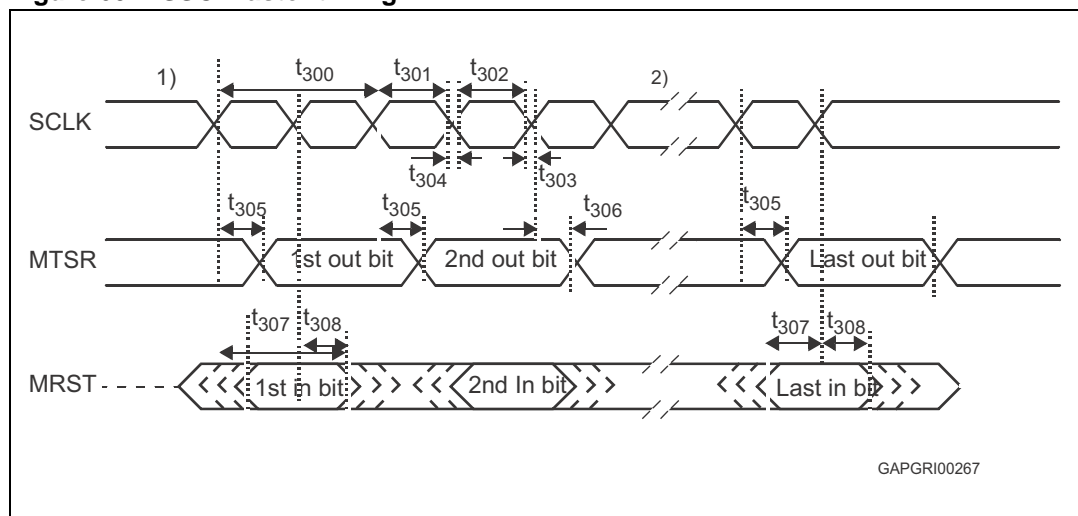 1)
t300
t301
t302
2)
SCLK
t304
t303
t305
t305
t306
t305
MTSR
1st out bit
2nd out bit
Last out bit
t307
t308
t307
t308
MRST
1st in bit
2nd In bit
Last in bit
GAPGRI00267